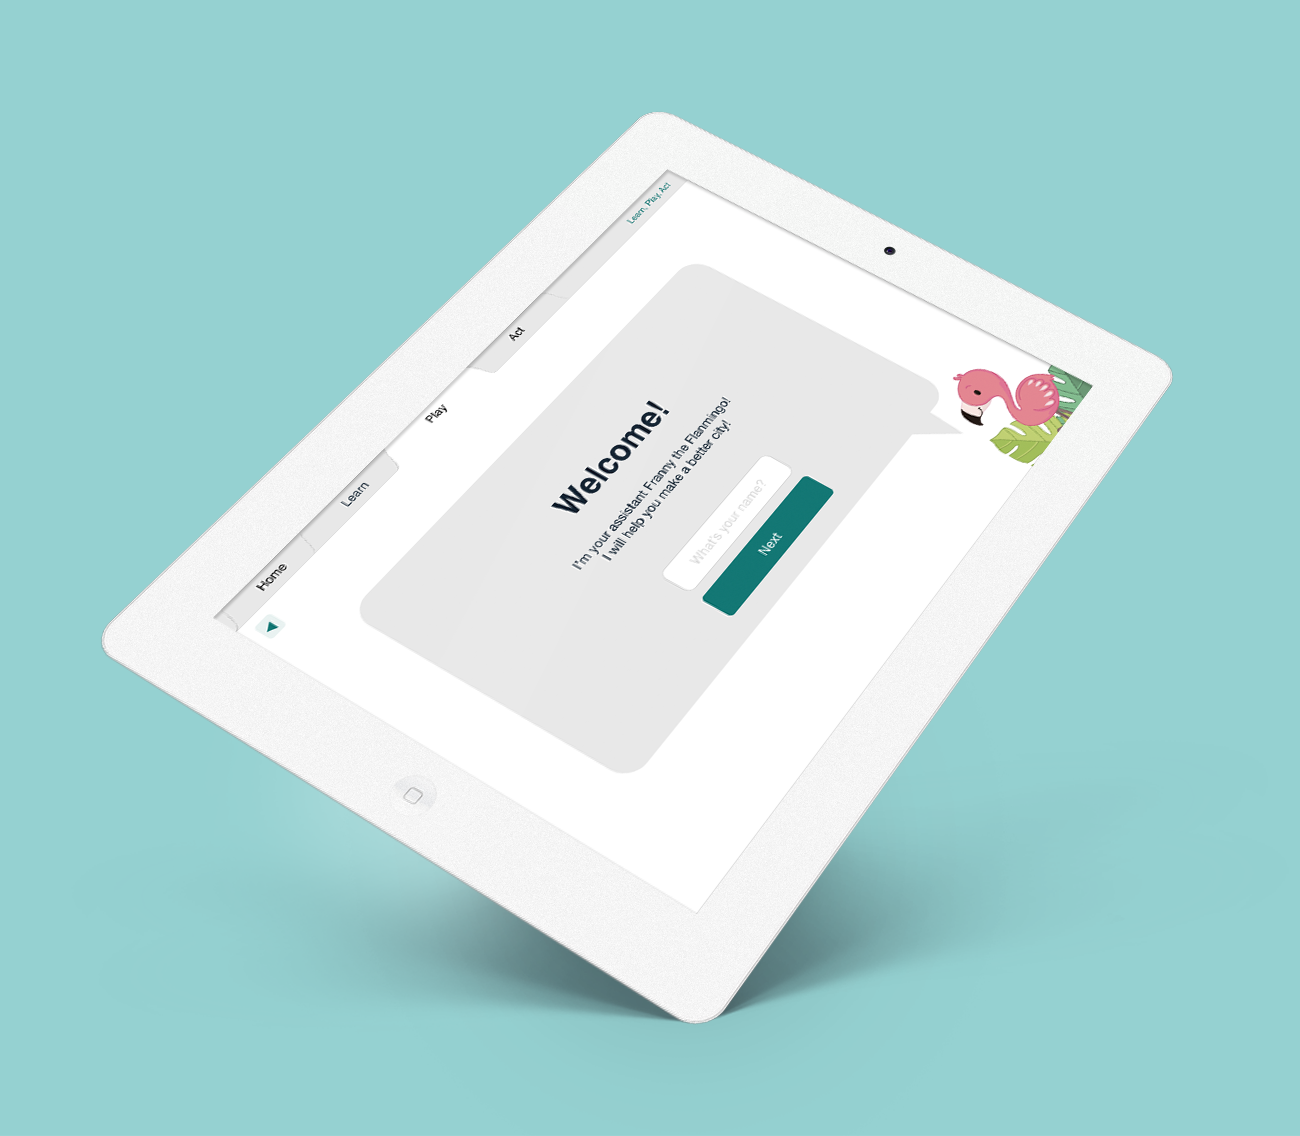 Home
Learn
Play
Act
Learn, Play, Act
Welcome!
I'm your assistant Franny the Flanmingo!
I will help you make a better city!
What's your name?
Next